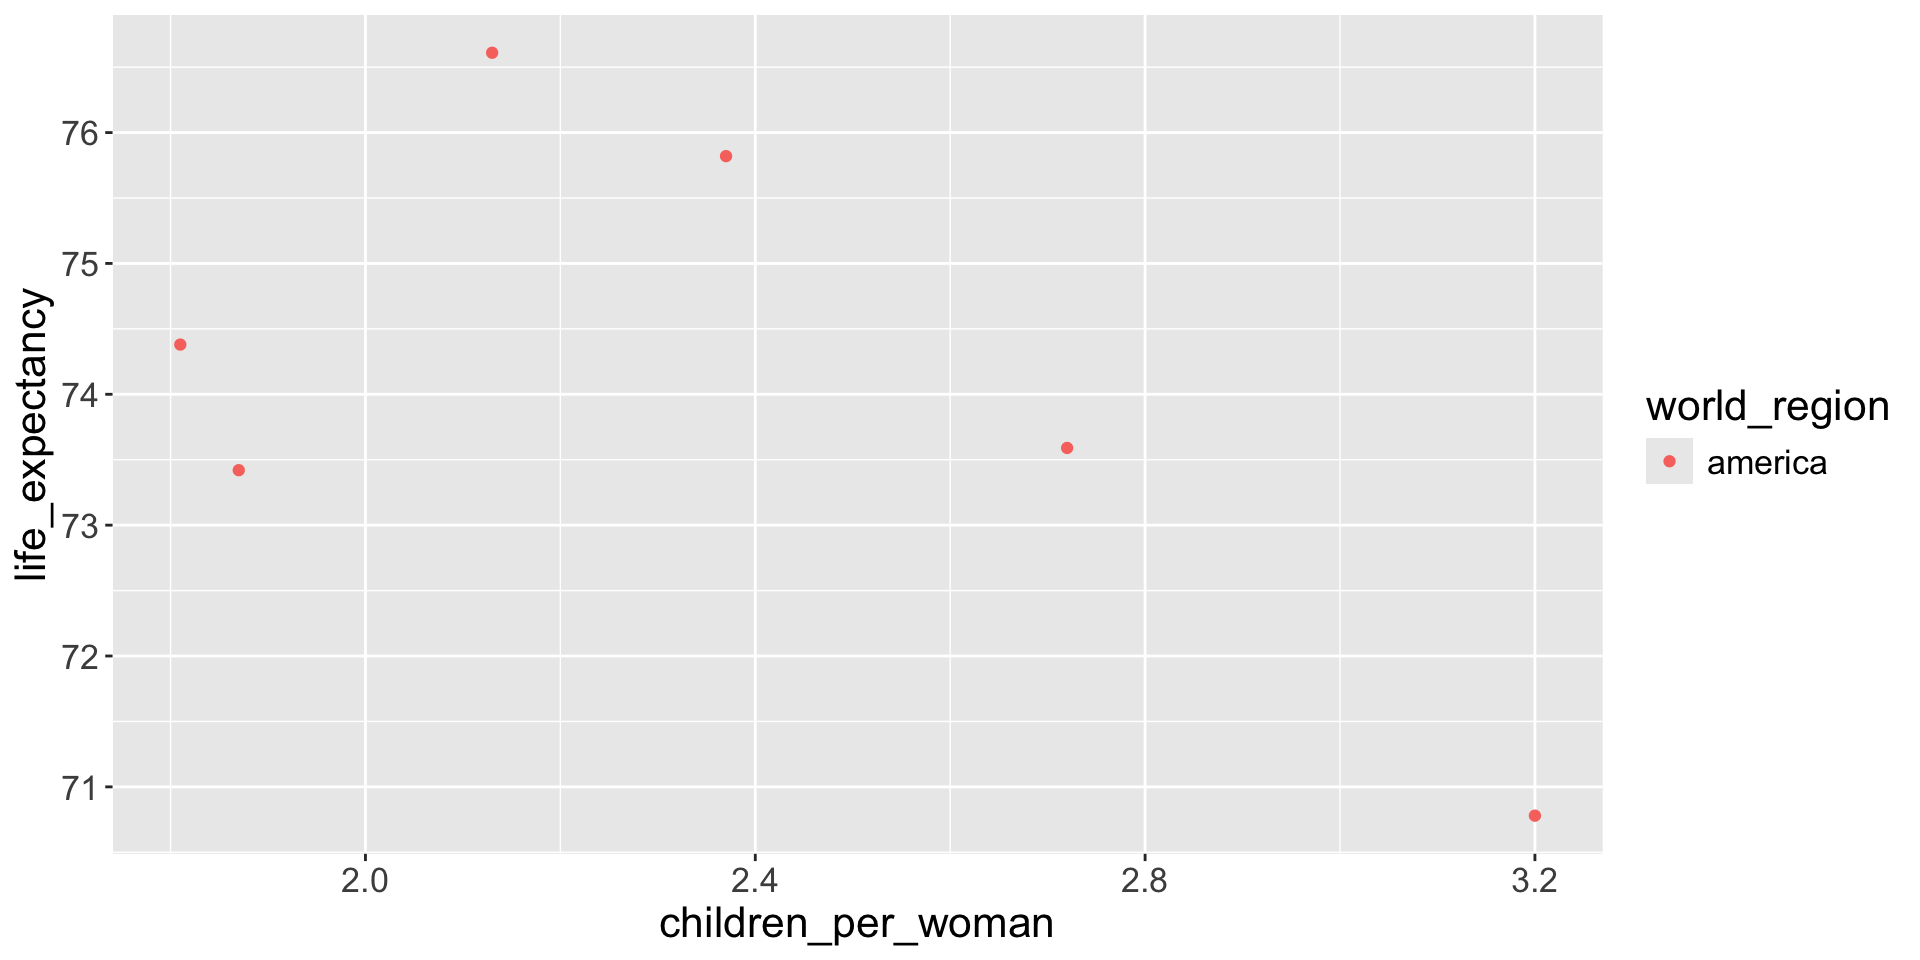 76
75
74
73
72
71
life_expectancy
2.0 2.4 2.8 3.2
children_per_woman
world_region
america